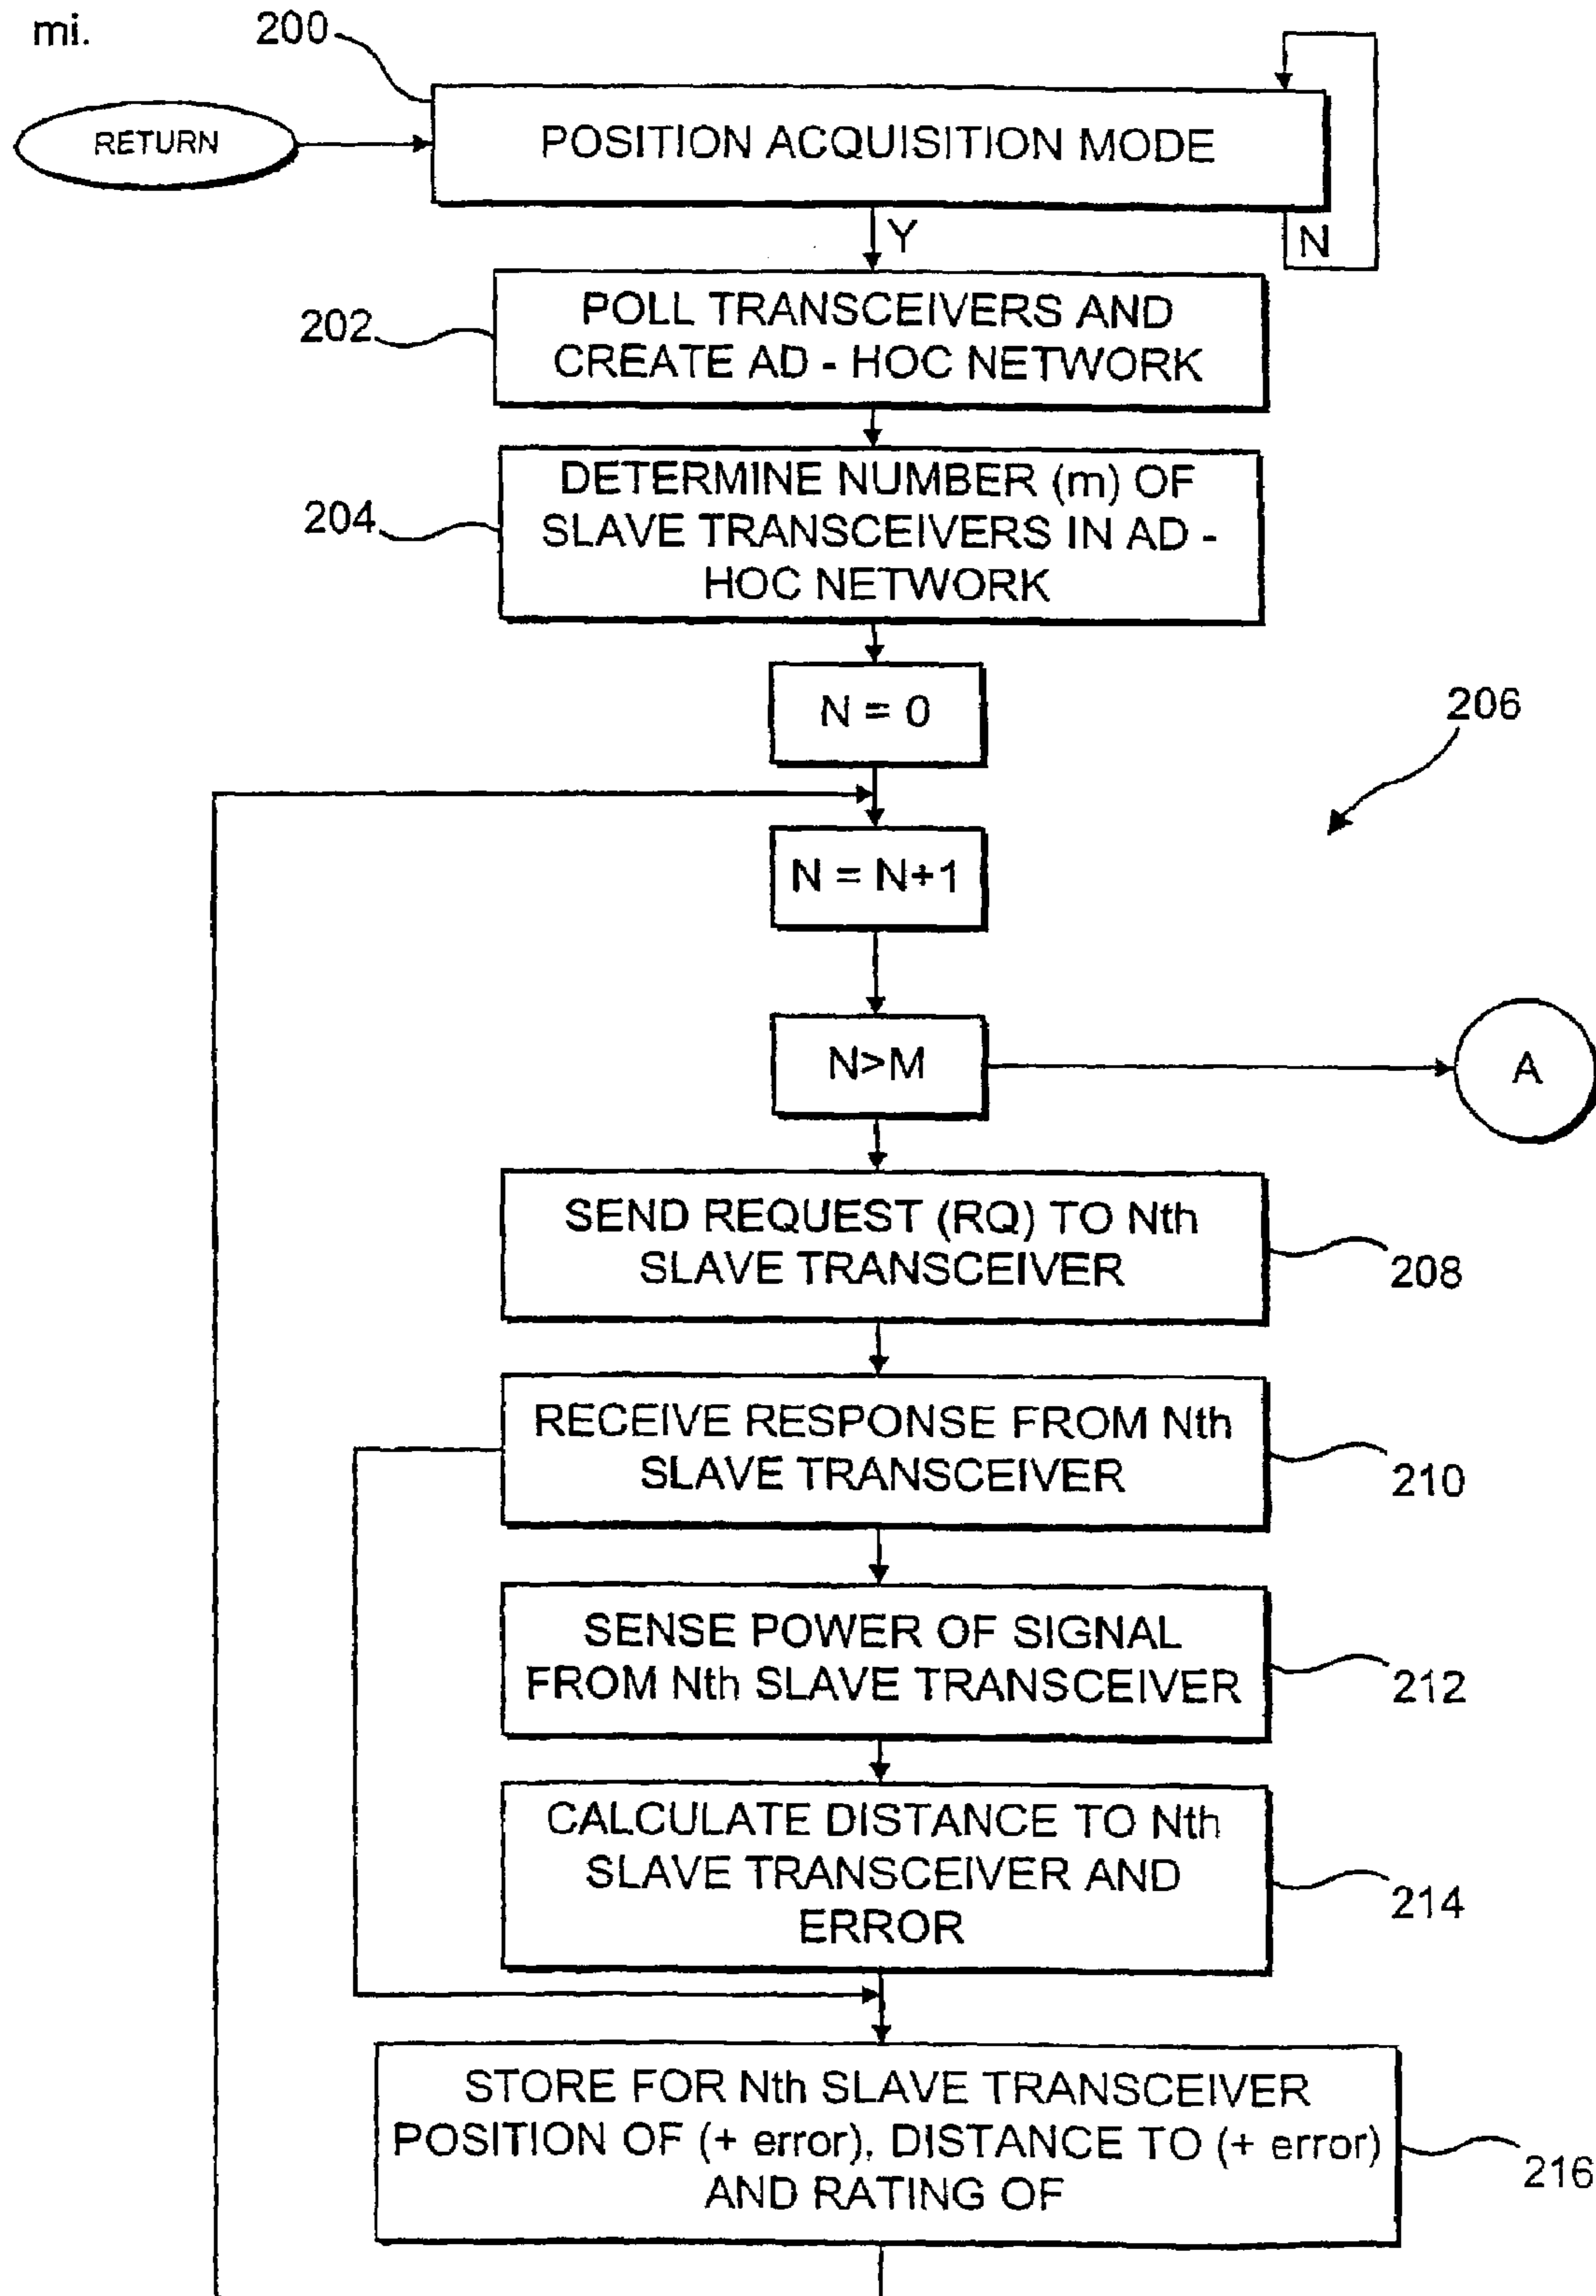 mi.
200
RETURN
POSITION ACQUISITION MODE
Y
N
202
POLL TRANSCEIVERS AND
CREATE AD - HOC NETWORK
204
DETERMINE NUMBER (m) OF
SLAVE TRANSCEIVERS IN AD -
HOC NETWORK
N = 0
206
N = N+1
N>M
A
SEND REQUEST (RQ) TO Nth
SLAVE TRANSCEIVER
208
RECEIVE RESPONSE FROM Nth
SLAVE TRANSCEIVER
210
SENSE POWER OF SIGNAL
FROM Nth SLAVE TRANSCEIVER
212
CALCULATE DISTANCE TO Nth
SLAVE TRANSCEIVER AND
ERROR
214
STORE FOR Nth SLAVE TRANSCEIVER
POSITION OF (+ error), DISTANCE TO (+ error)
AND RATING OF
216